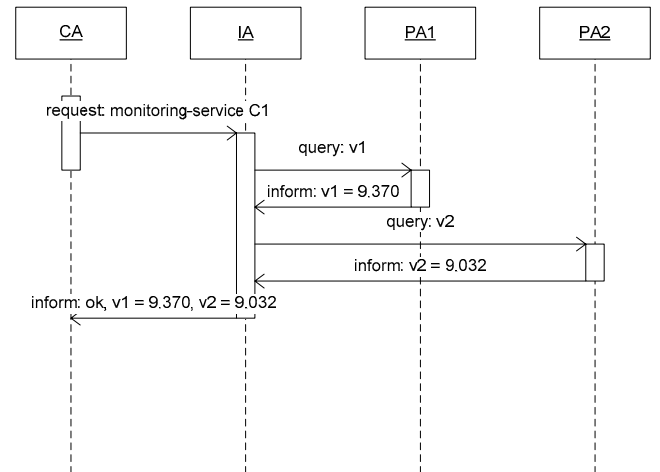 CA
IA
PA1
PA2
request: monitoring-service C1
query: v1
inform: v1 = 9.370
query: v2
inform: v2 = 9.032
inform: ok, v1 = 9.370, v2 = 9.032